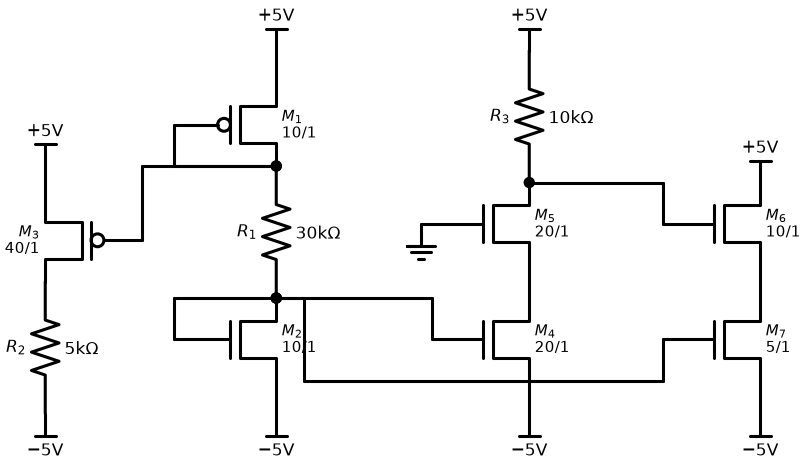 +5V
+5V
M₁
10/1
R₃
10kΩ
+5V
+5V
M₃
40/1
R₁
30kΩ
M₅
20/1
M₆
10/1
R₂
5kΩ
M₂
10/1
M₄
20/1
M₇
5/1
−5V
−5V
−5V
−5V